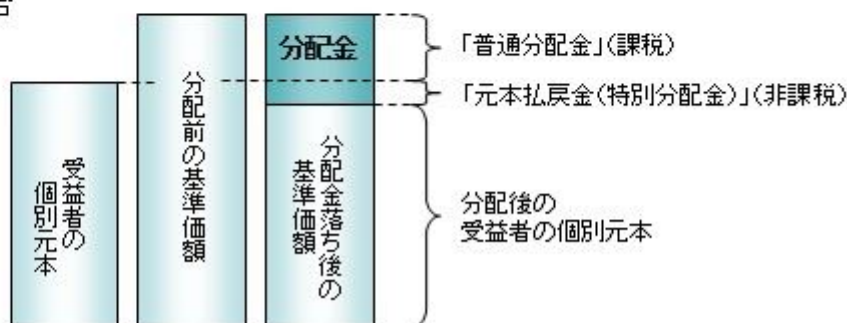 受益者の
個別元本
分配前の基準価額
分配金
分配金落ち後の
基準価額
「普通分配金」(課税)
「元本払戻金(特別分配金)」(非課税)
分配後の
受益者の個別元本